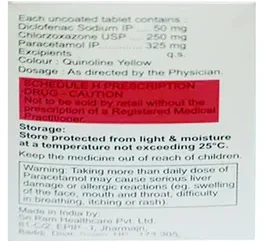 Each uncoated tablet contains :
Diclofenac Sodium IP ..... 50 mg
Chlorzoxazone USP ..... 250 mg
Paracetamol IP ..... 325 mg
Excipients q.s.
Colour : Quinoline Yellow
Dosage : As directed by the Physician.
SCHEDULE H PRESCRIPTION
DRUG - CAUTION
Not to be sold by retail without the
prescription of a Registered Medical
Practitioner.
Storage:
Store protected from light & moisture
at a temperature not exceeding 25°C.
Keep the medicine out of reach of children.
Warning: Taking more than daily dose of
Paracetamol may cause serious liver
damage or allergic reactions (eg. swelling
of the face, mouth and throat, difficulty
in breathing, itching or rash).
Made in India by:
Sri Ram Healthcare Pvt. Ltd.
EPIP - I, Jharmajri,